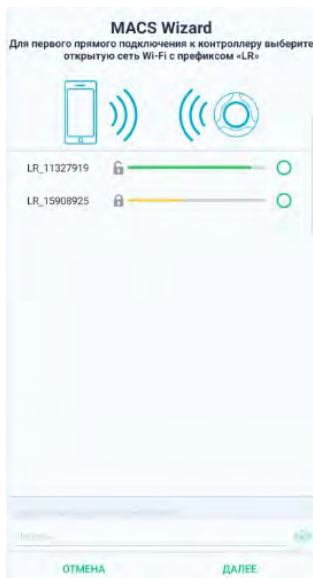 MACS Wizard
Для первого прямого подключения к контроллеру выберите
открытую сеть Wi-Fi с префиксом «LR»
LR_11327919
LR_15908925
ОТМЕНА ДАЛЕЕ